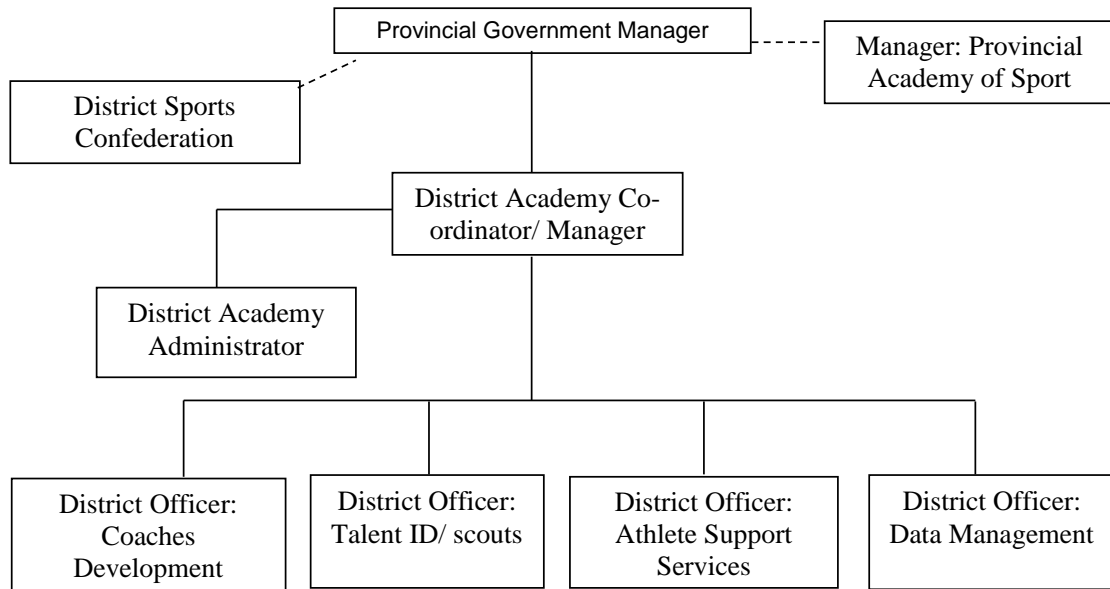 Provincial Government Manager
Manager: Provincial
Academy of Sport
District Sports
Confederation
District Academy Co-
ordinator/ Manager
District Academy
Administrator
District Officer:
Coaches
Development
District Officer:
Talent ID/ scouts
District Officer:
Athlete Support
Services
District Officer:
Data Management